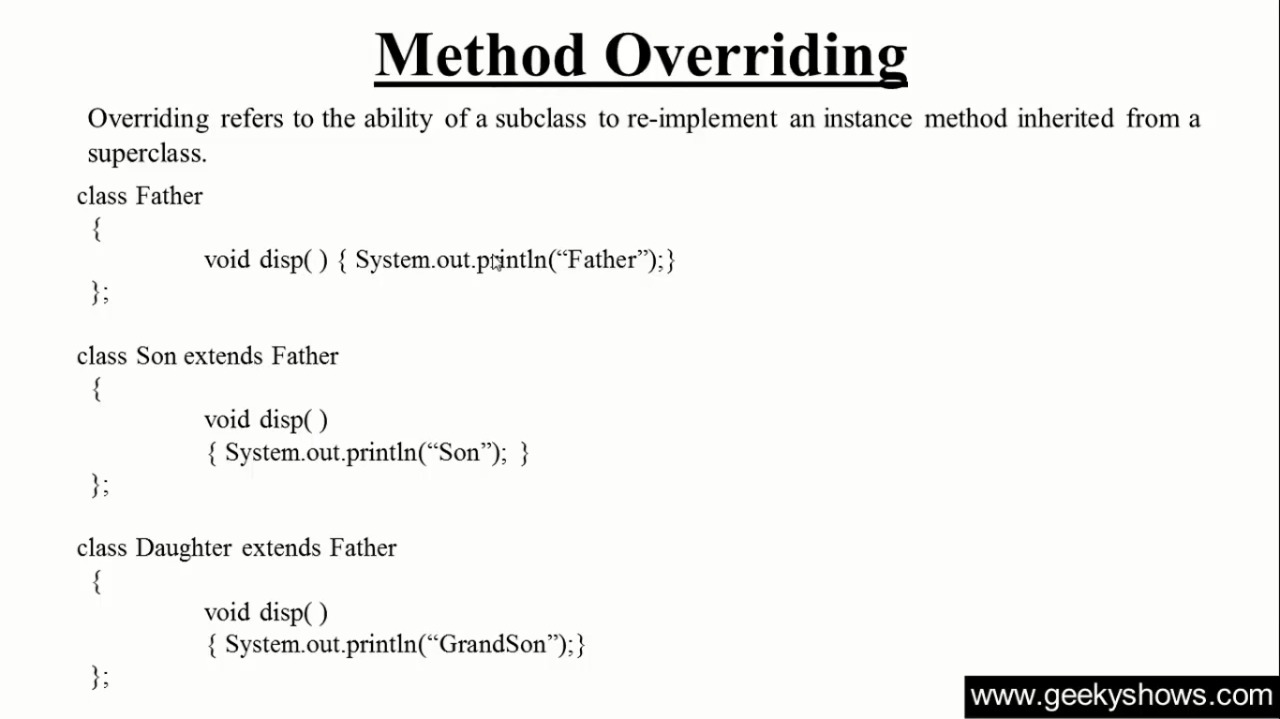 Method Overriding
Overriding refers to the ability of a subclass to re-implement an instance method inherited from a
superclass.
class Father
{
void disp( ) { System.out.println(“Father”);}
};
class Son extends Father
{
void disp( )
{ System.out.println(“Son”); }
};
class Daughter extends Father
{
void disp( )
{ System.out.println(“GrandSon”);}
};
www.geekyshows.com